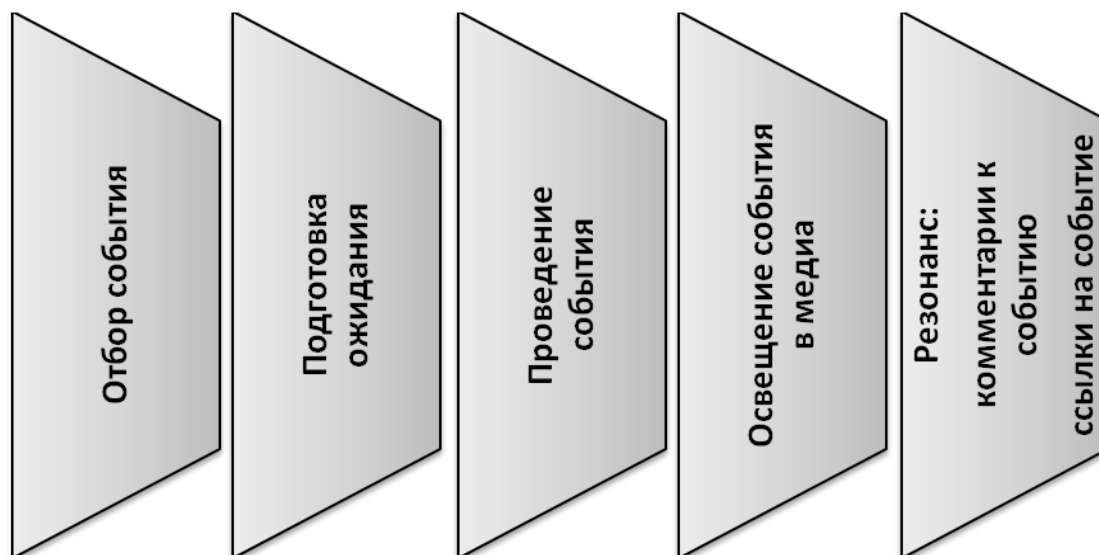 Отбор события
Подготовка
ожидания
Проведение
события
Освещение события
в медиа
Резонанс:
комментарии к
событию
ссылки на событие